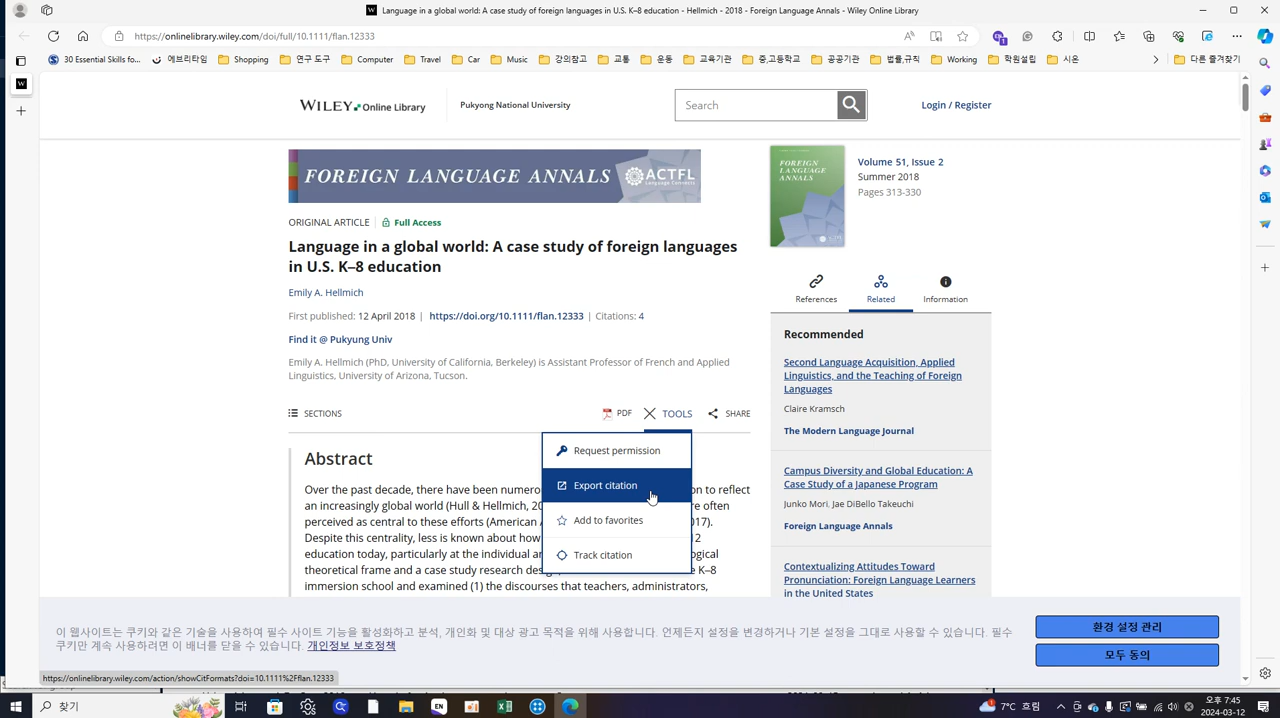 Language in a global world: A case study of foreign languages in U.S. K–8 education - Hellmich - 2018 - Foreign Language Annals - Wiley Online Library
https://onlinelibrary.wiley.com/doi/full/10.1111/flan.12333
30 Essential Skills fo... 에브리타임 Shopping 연구 도구 Computer Travel Car Music 강의참고 교통 운동 교육기관 중,고등학교 공공기관 법률,규칙 Working 학원설립 시온 다른 즐겨찾기
WILEY Online Library Pukyong National University Search Login / Register
FOREIGN LANGUAGE ANNALS ACTFL
Language Connects
FOREIGN
LANGUAGE
ANNALS
Volume 51, Issue 2
Summer 2018
Pages 313-330
ORIGINAL ARTICLE Full Access
Language in a global world: A case study of foreign languages
in U.S. K–8 education
Emily A. Hellmich
First published: 12 April 2018 | https://doi.org/10.1111/flan.12333 | Citations: 4
Find it @ Pukyung Univ
Emily A. Hellmich (PhD, University of California, Berkeley) is Assistant Professor of French and Applied
Linguistics, University of Arizona, Tucson.
SECTIONS PDF TOOLS SHARE
Request permission
Export citation
Add to favorites
Track citation
Abstract
Over the past decade, there have been numero on to reflect
an increasingly global world (Hull & Hellmich, 20 re often
perceived as central to these efforts (American 017).
Despite this centrality, less is known about how 2
education today, particularly at the individual an ogical
theoretical frame and a case study research des e K–8
immersion school and examined (1) the discourses that teachers, administrators,
References Related Information
Recommended
Second Language Acquisition, Applied
Linguistics, and the Teaching of Foreign
Languages
Claire Kramsch
The Modern Language Journal
Campus Diversity and Global Education: A
Case Study of a Japanese Program
Junko Mori, Jae DiBello Takeuchi
Foreign Language Annals
Contextualizing Attitudes Toward
Pronunciation: Foreign Language Learners
in the United States
이 웹사이트는 쿠키와 같은 기술을 사용하여 필수 사이트 기능을 활성화하고 분석, 개인화 및 대상 광고 목적을 위해 사용합니다. 언제든지 설정을 변경하거나 기본 설정을 그대로 사용할 수 있습니다. 필수
쿠키만 계속 사용하려면 이 배너를 닫을 수 있습니다. 개인정보 보호정책
환경 설정 관리
모두 동의
https://onlinelibrary.wiley.com/action/showCitFormats?doi=10.1111%2Fflan.12333
찾기 EN 7°C 흐림 오후 7:45
2024-03-12